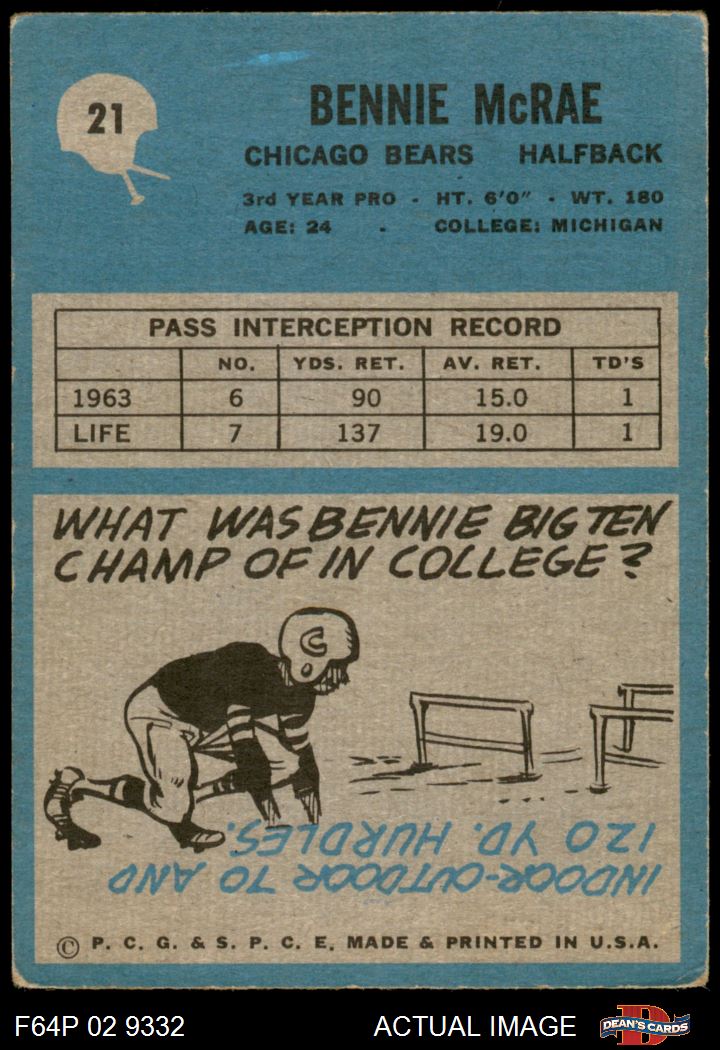 21
BENNIE McRAE
CHICAGO BEARS HALFBACK
3rd YEAR PRO - HT. 6'0" - WT. 180
AGE: 24 - COLLEGE: MICHIGAN
PASS INTERCEPTION RECORD
NO. YDS. RET. AV. RET. TD'S
1963 6 90 15.0 1
LIFE 7 137 19.0 1
WHAT WAS BENNIE BIG TEN
CHAMP OF IN COLLEGE?
C
INDOOR-OUTDOOR 70 AND
120 YD. HURDLES.
© P. C. G. & S. P. C. E. MADE & PRINTED IN U.S.A.
F64P 02 9332 ACTUAL IMAGE
D
DEAN'S CARDS